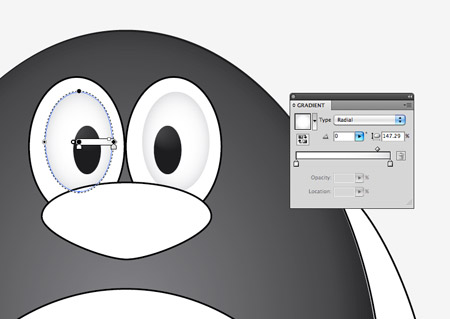 GRADIENT
Type Radial
0 ° 147.29 %
Opacity: %
Location: %